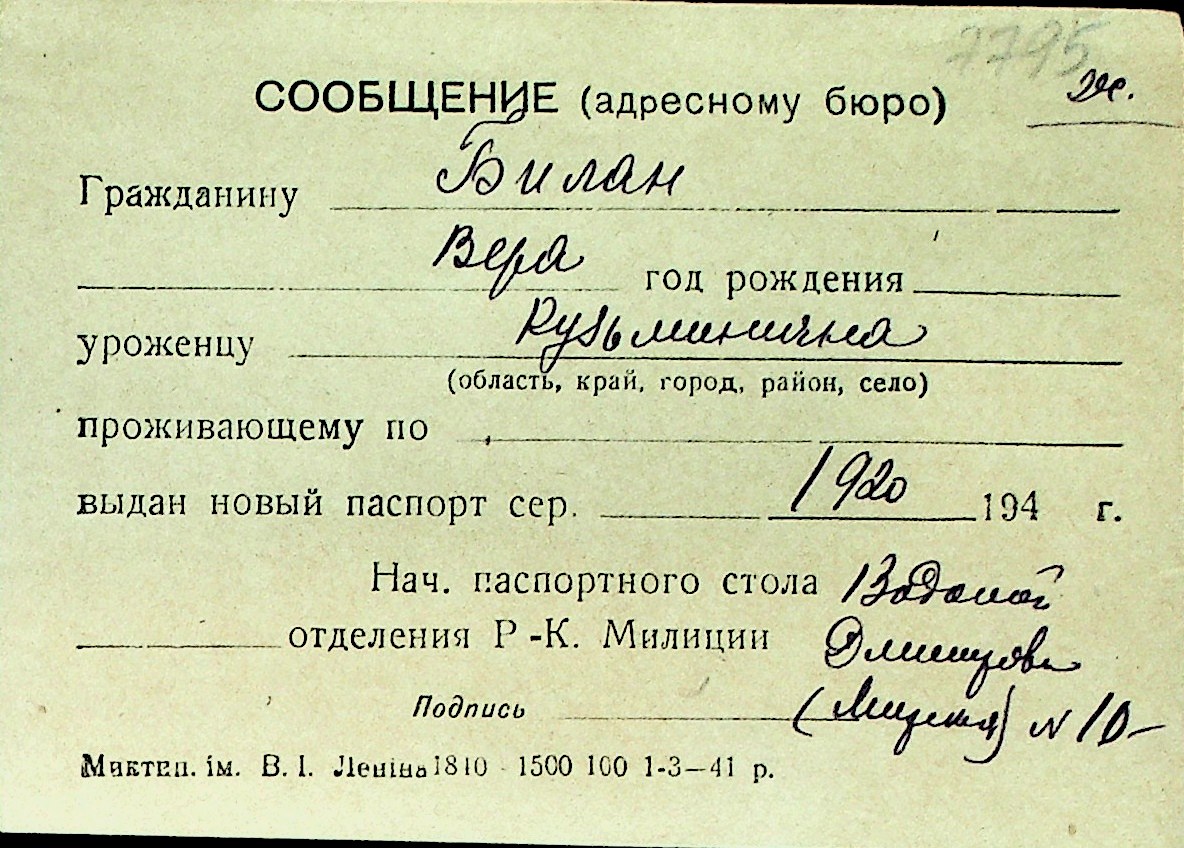 7795
СООБЩЕНИЕ (адресному бюро)
Гражданину Билан
Вера год рождения
уроженцу Кузьминична
(область, край, город, район, село)
проживающему по
выдан новый паспорт сер. 1920 194 г.
Нач. паспортного стола
отделения Р-К. Милиции
Подпись N 10
Миктип. ім. В. І. Леніна 1810 - 1500 100 1-3—41 р.